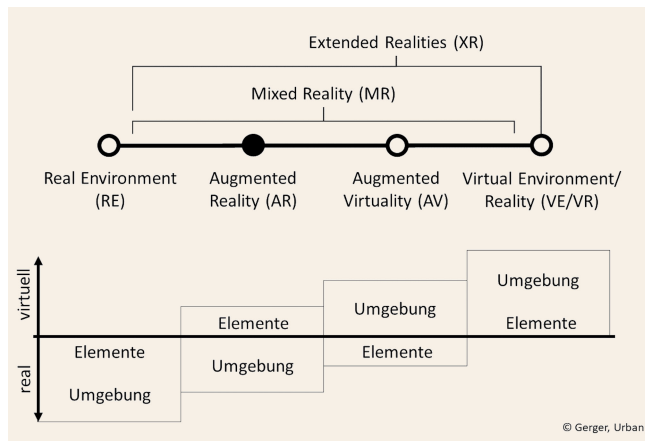 Extended Realities (XR)
Mixed Reality (MR)
Real Environment
(RE)
Augmented
Reality (AR)
Augmented
Virtuality (AV)
Virtual Environment/
Reality (VE/VR)
virtuell
real
Elemente
Umgebung
Elemente
Umgebung
Umgebung
Elemente
Umgebung
Elemente
© Gerger, Urban